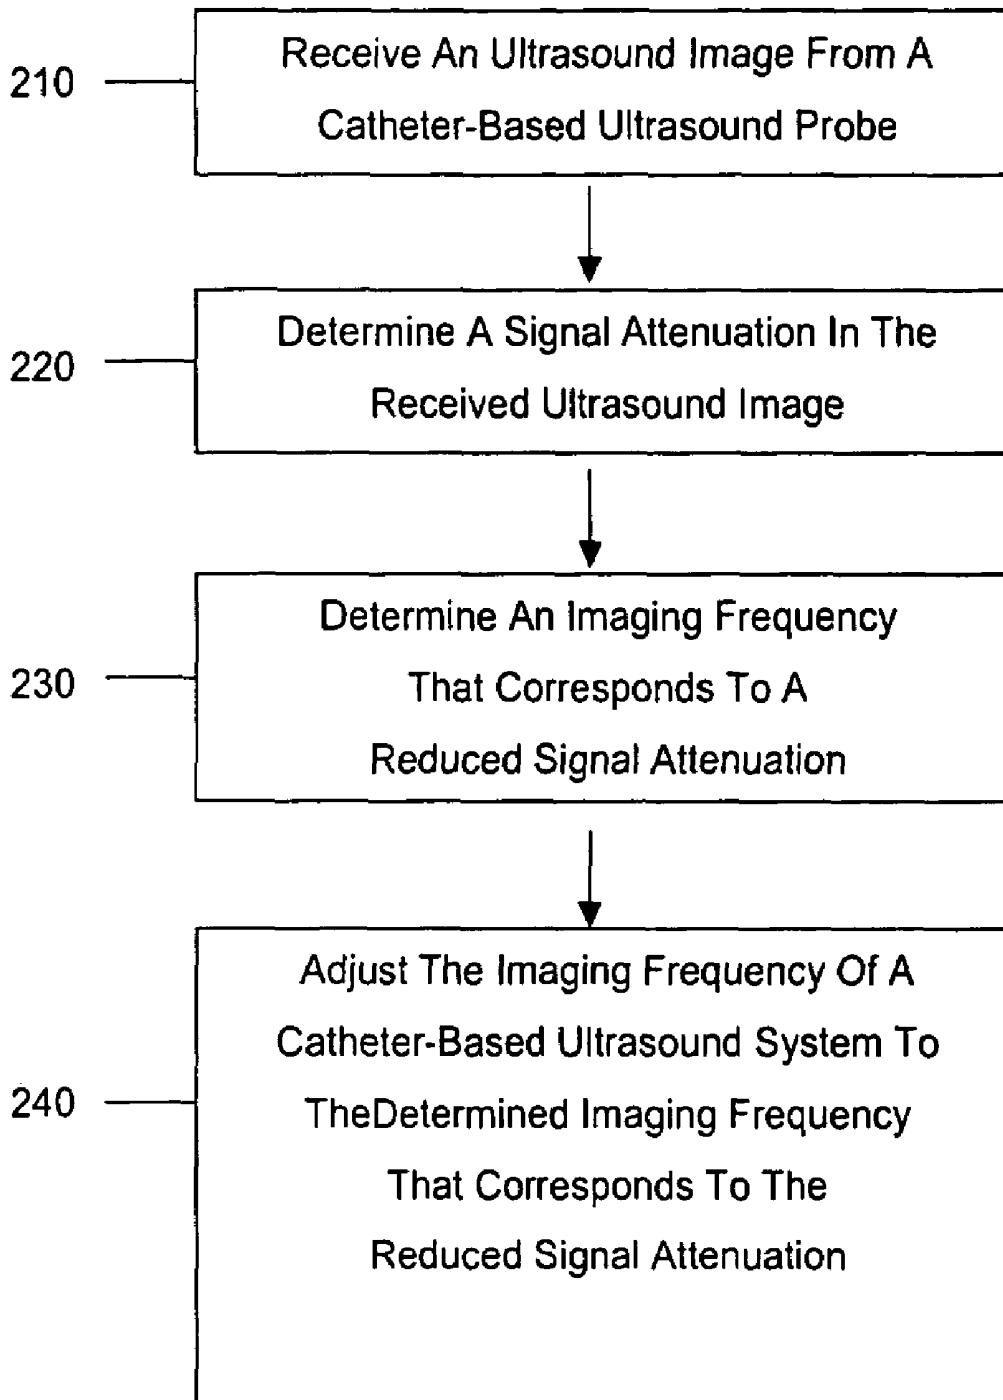 210
Receive An Ultrasound Image From A
Catheter-Based Ultrasound Probe
220
Determine A Signal Attenuation In The
Received Ultrasound Image
230
Determine An Imaging Frequency
That Corresponds To A
Reduced Signal Attenuation
240
Adjust The Imaging Frequency Of A
Catheter-Based Ultrasound System To
TheDetermined Imaging Frequency
That Corresponds To The
Reduced Signal Attenuation